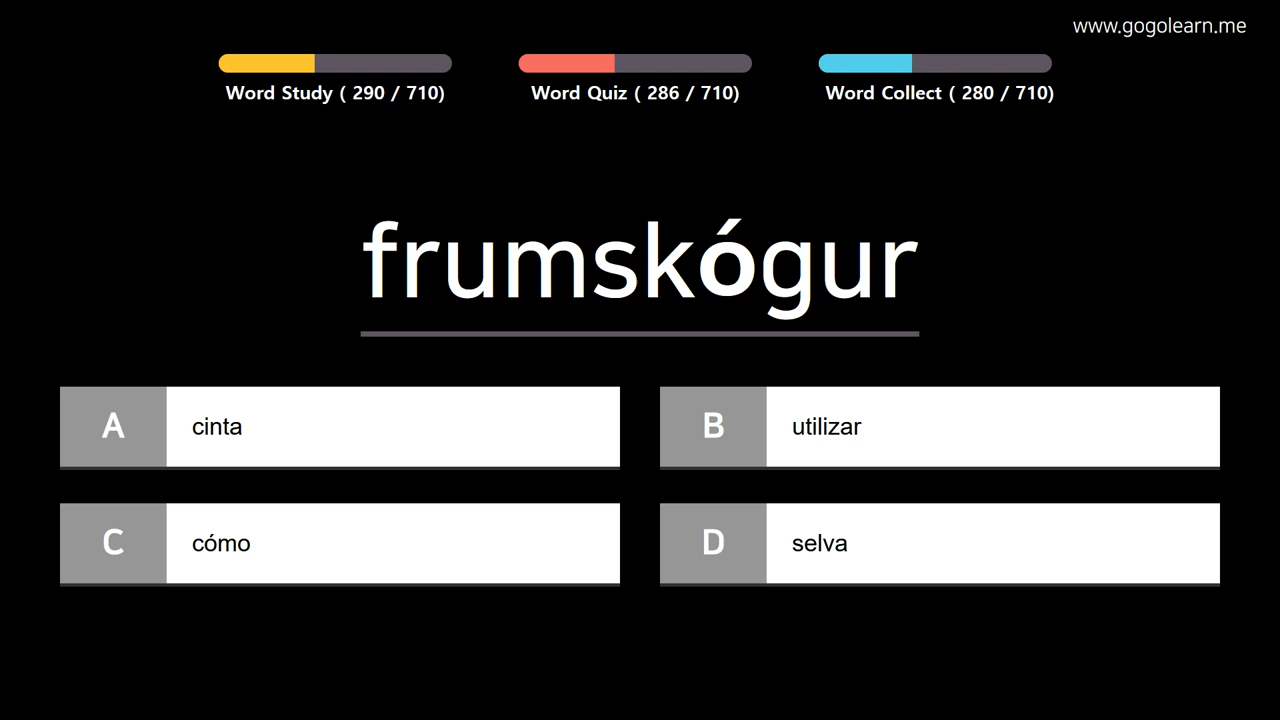 www.gogolearn.me
Word Study ( 290 / 710)
Word Quiz ( 286 / 710)
Word Collect ( 280 / 710)
frumskógur
A cinta
B utilizar
C cómo
D selva